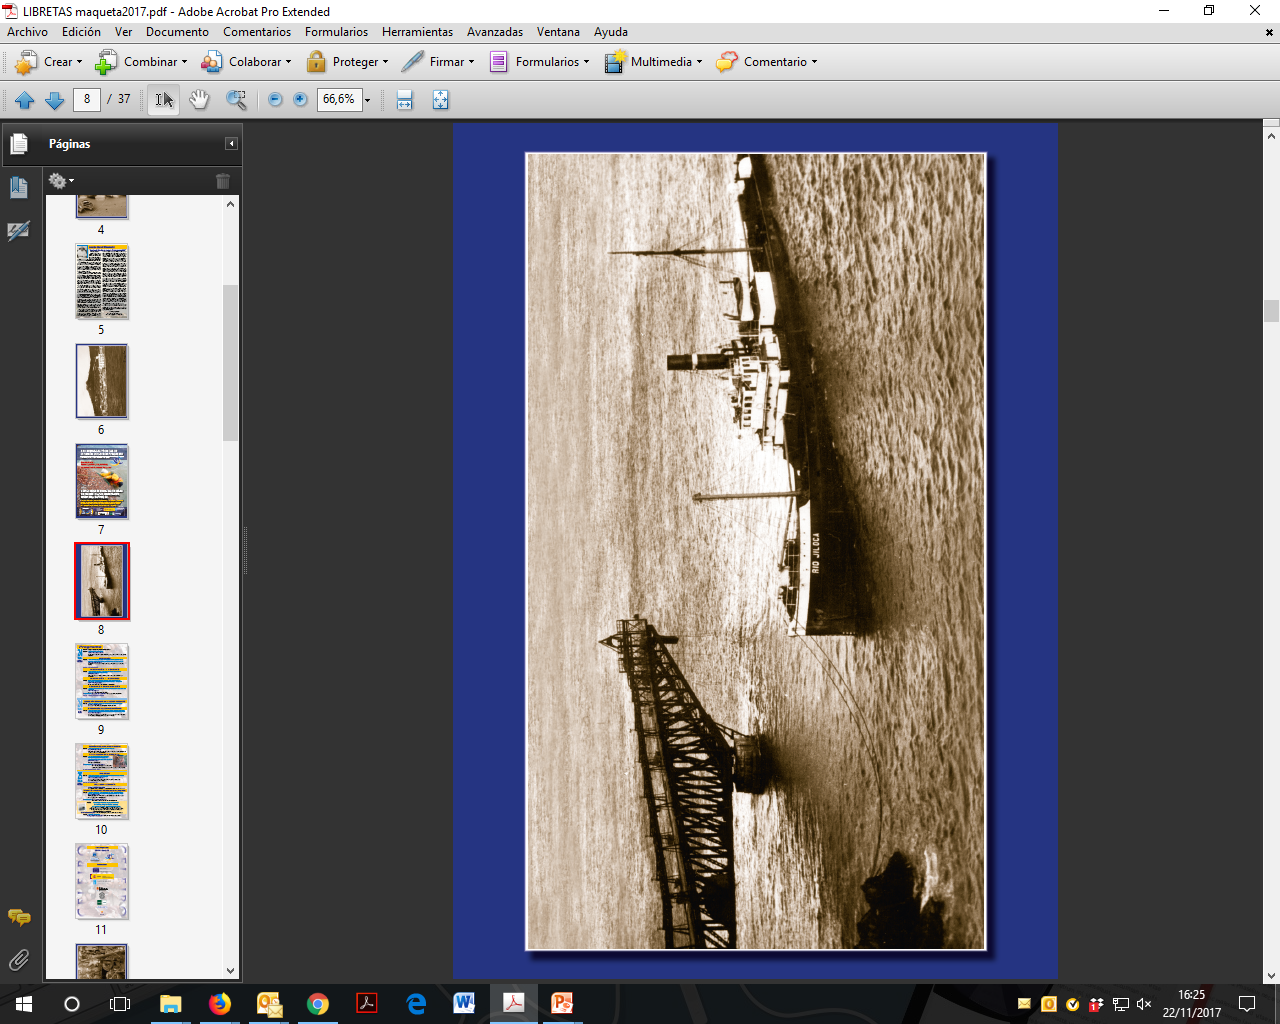 LIBRETAS maqueta2017.pdf - Adobe Acrobat Pro Extended
Archivo Edición Ver Documento Comentarios Formularios Herramientas Avanzadas Ventana Ayuda
Crear Combinar Colaborar Proteger Firmar Formularios Multimedia Comentario
8 / 37 66,6%
Páginas
4
5
6
7
8
9
10
11
RIO JILOCA
16:25
22/11/2017